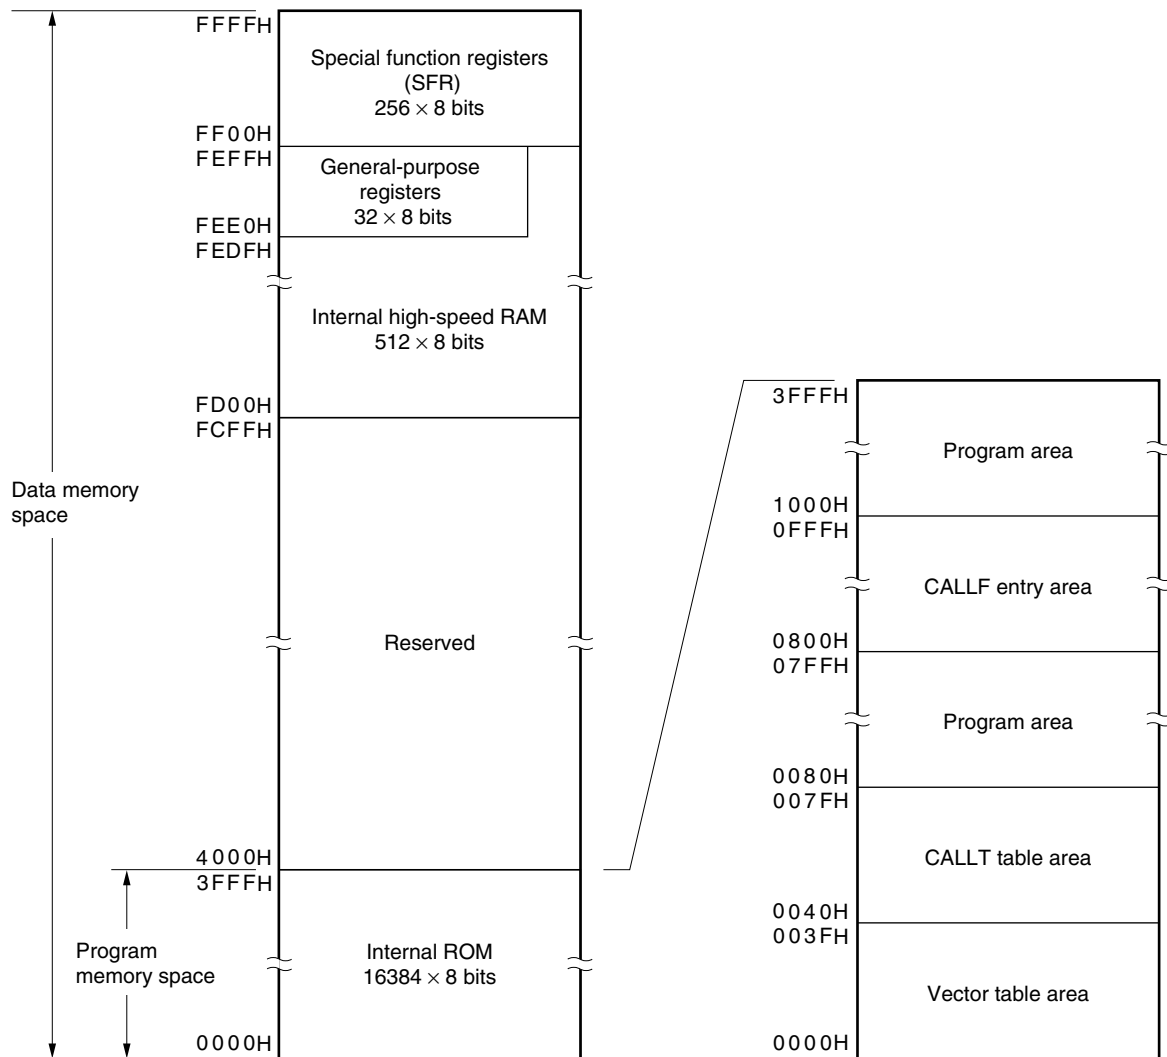 FFFFH
Special function registers
(SFR)
256 × 8 bits
FF00H
FEFFH
General-purpose
registers
32 × 8 bits
FEE0H
FEDFH
Internal high-speed RAM
512 × 8 bits
FD00H
FCFFH
Data memory
space
Reserved
4000H
3FFFH
Program
memory space
Internal ROM
16384 × 8 bits
0000H
3FFFH
Program area
1000H
0FFFH
CALLF entry area
0800H
07FFH
Program area
0080H
007FH
CALLT table area
0040H
003FH
Vector table area
0000H